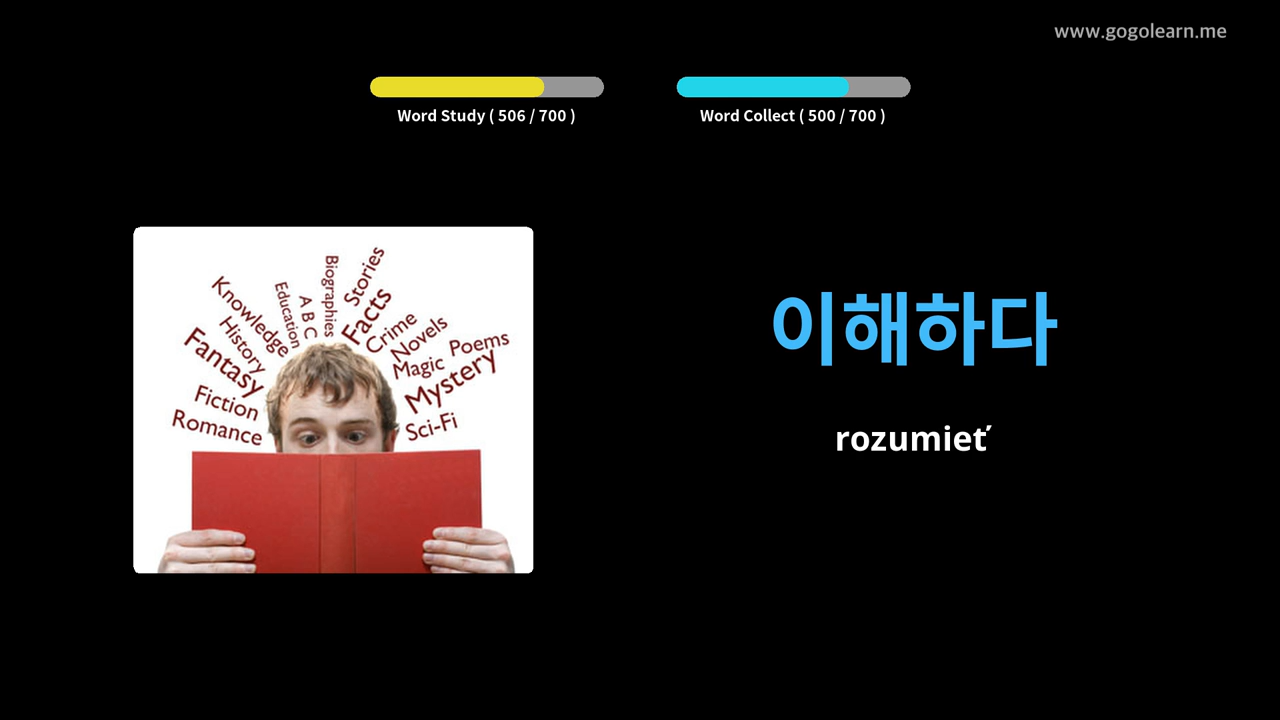 www.gogolearn.me
Word Study ( 506 / 700 )
Word Collect ( 500 / 700 )
이해하다
rozumieť
Biographies
Stories
Education
A B C
Facts
Knowledge
Crime
History
Novels
Poems
Fantasy
Magic
Mystery
Fiction
Romance
Sci-Fi